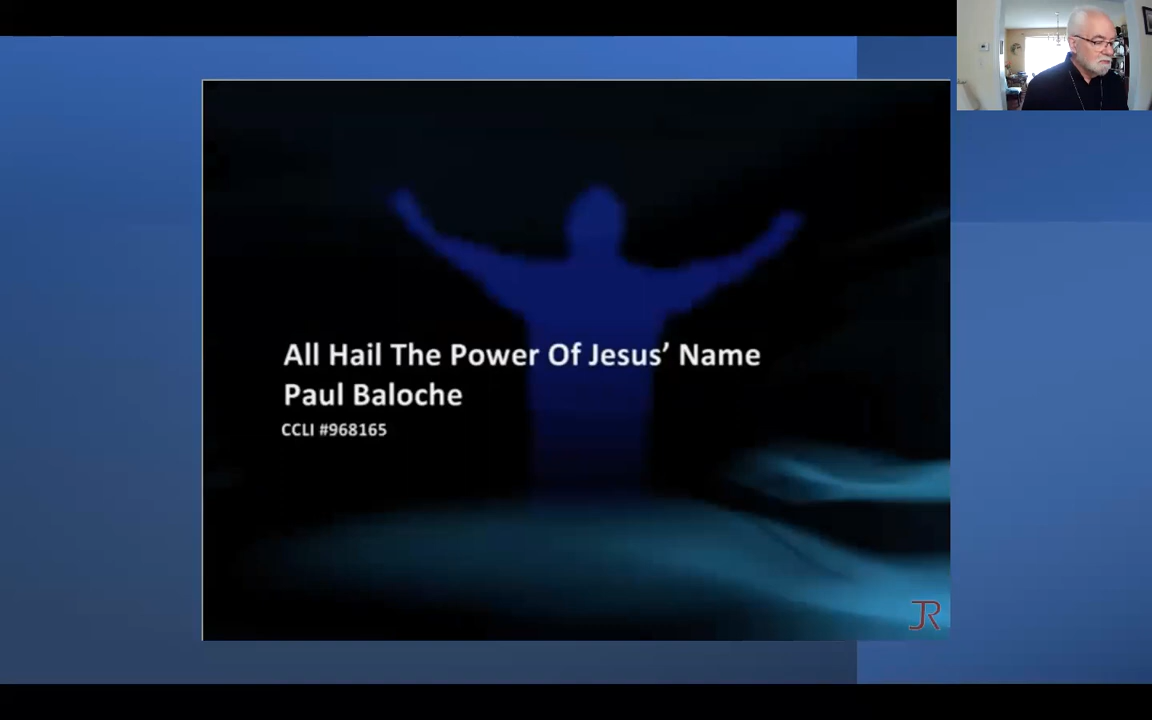 All Hail The Power Of Jesus’ Name
Paul Baloche
CCLI #968165
JR